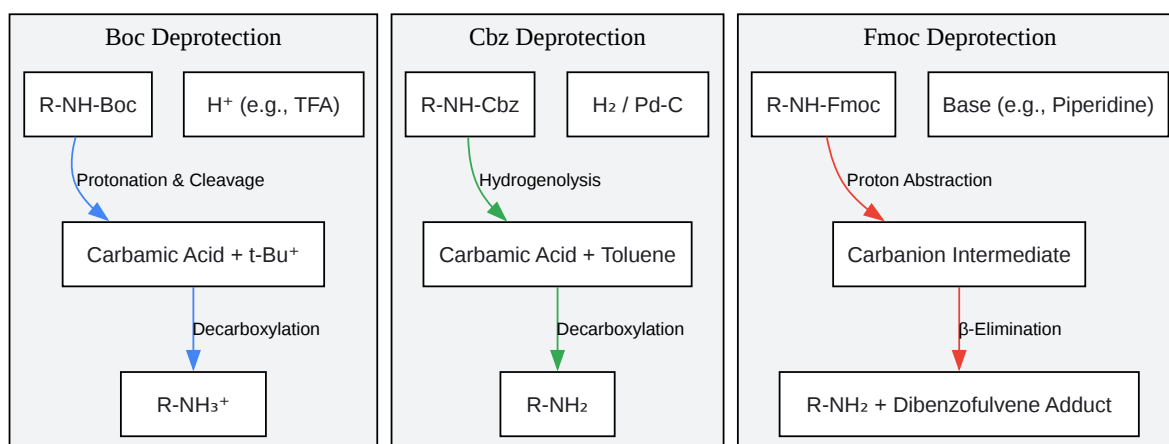 Boc Deprotection
R-NH-Boc
H⁺ (e.g., TFA)
Protonation & Cleavage
Carbamic Acid + t-Bu⁺
Decarboxylation
R-NH₃⁺
Cbz Deprotection
R-NH-Cbz
H₂ / Pd-C
Hydrogenolysis
Carbamic Acid + Toluene
Decarboxylation
R-NH₂
Fmoc Deprotection
R-NH-Fmoc
Base (e.g., Piperidine)
Proton Abstraction
Carbanion Intermediate
β-Elimination
R-NH₂ + Dibenzofulvene Adduct